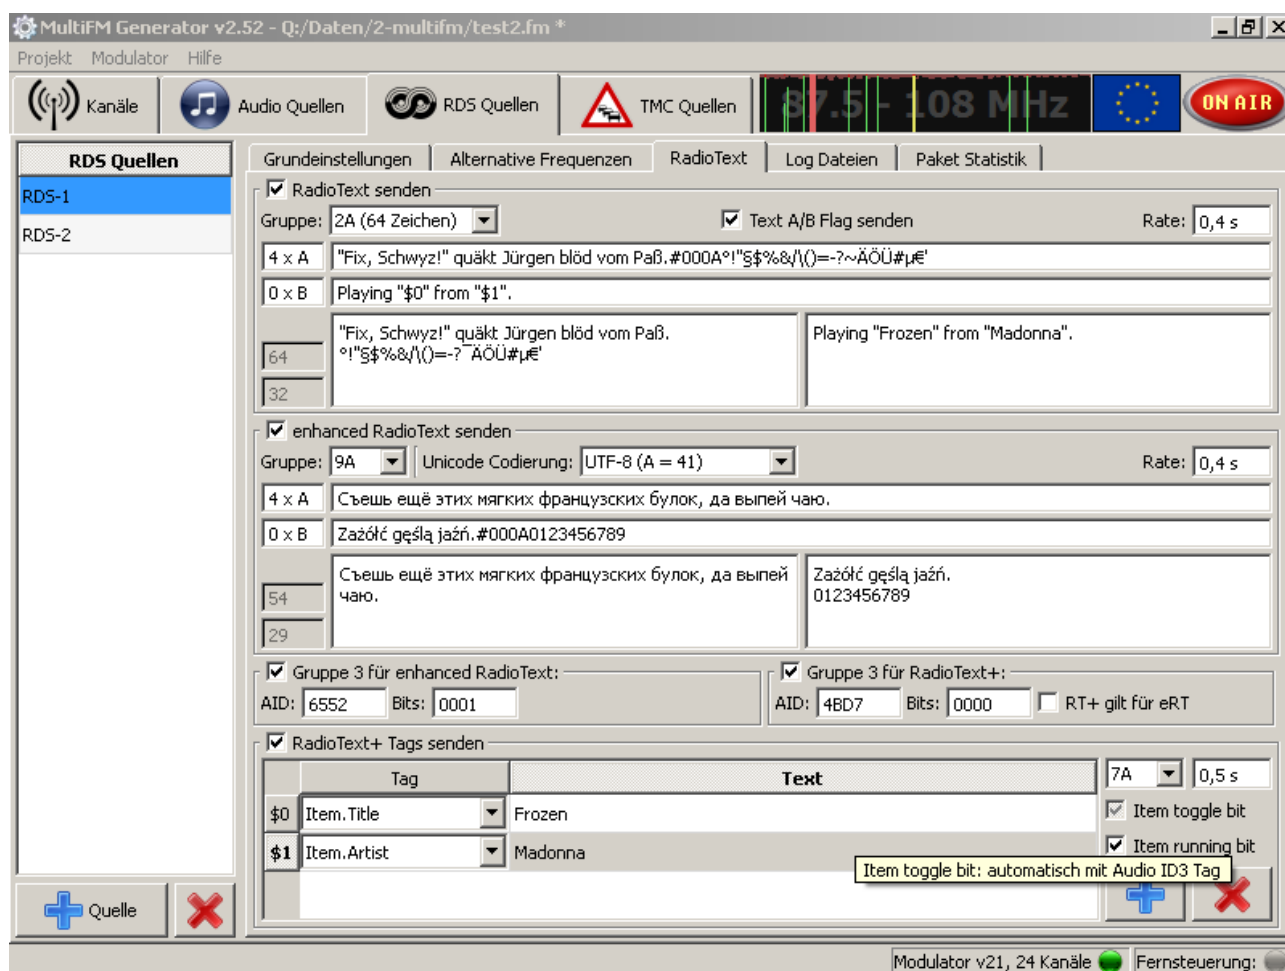 MultiFM Generator v2.52 - Q:/Daten/2-multifm/test2.fm *
Projekt Modulator Hilfe
Kanäle Audio Quellen RDS Quellen TMC Quellen 87.5 - 108 MHz ON AIR
RDS Quellen
RDS-1
RDS-2
Quelle
Grundeinstellungen Alternative Frequenzen RadioText Log Dateien Paket Statistik
RadioText senden
Gruppe: 2A (64 Zeichen) Text A/B Flag senden Rate: 0,4 s
4 x A "Fix, Schwyz!" quäkt Jürgen blöd vom Paß.#000A°!"§$%&/\()=-?~ÄÖÜ#µ€'
0 x B Playing "$0" from "$1".
"Fix, Schwyz!" quäkt Jürgen blöd vom Paß.
°!"§$%&/\()=-?¯ÄÖÜ#µ€'
Playing "Frozen" from "Madonna".
64
32
enhanced RadioText senden
Gruppe: 9A Unicode Codierung: UTF-8 (A = 41) Rate: 0,4 s
4 x A Съешь ещё этих мягких французских булок, да выпей чаю.
0 x B Zażółć gęślą jaźń.#000A0123456789
Съешь ещё этих мягких французских булок, да выпей
чаю.
Zażółć gęślą jaźń.
0123456789
54
29
Gruppe 3 für enhanced RadioText:
AID: 6552 Bits: 0001
Gruppe 3 für RadioText+:
AID: 4BD7 Bits: 0000 RT+ gilt für eRT
RadioText+ Tags senden
Tag Text 7A 0,5 s
$0 Item.Title Frozen Item toggle bit
$1 Item.Artist Madonna Item running bit
Item toggle bit: automatisch mit Audio ID3 Tag
Modulator v21, 24 Kanäle Fernsteuerung: